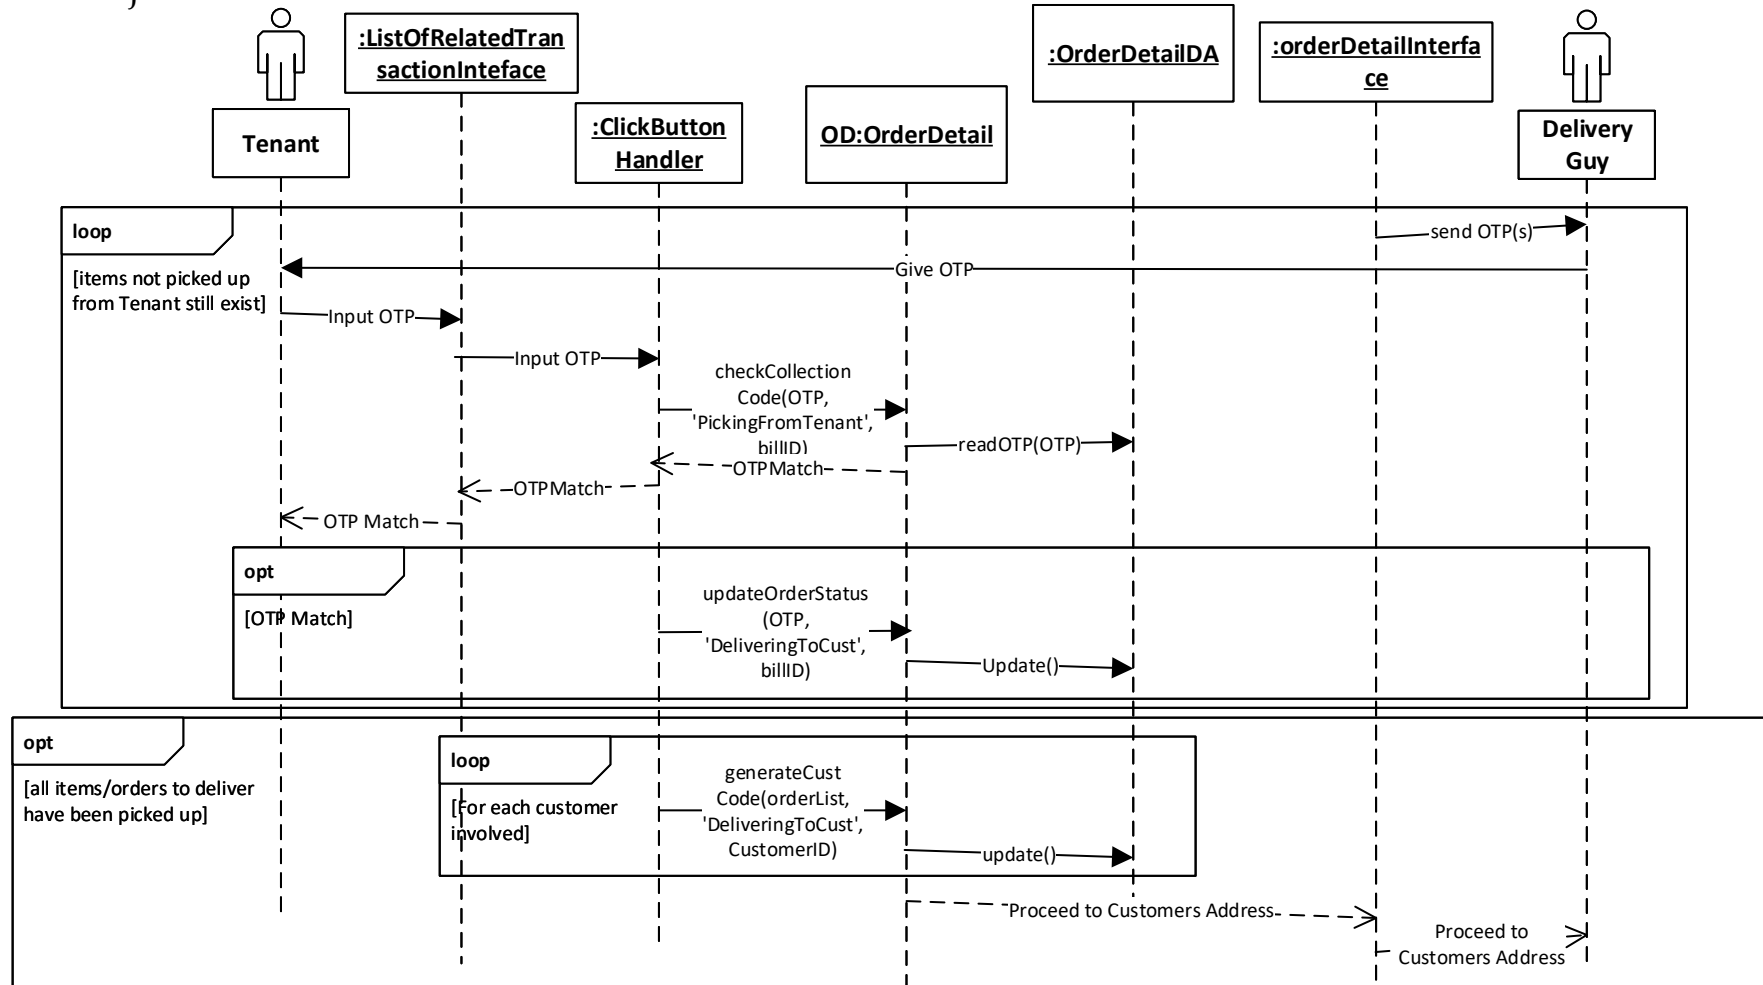 :ListOfRelatedTran
sactionInteface
:OrderDetailDA
:orderDetailInterfa
ce
Tenant
:ClickButton
Handler
OD:OrderDetail
Delivery
Guy
loop
[items not picked up
from Tenant still exist]
send OTP(s)
Give OTP
Input OTP
Input OTP
checkCollection
Code(OTP,
'PickingFromTenant',
billID)
readOTP(OTP)
OTPMatch
OTPMatch
OTP Match
opt
[OTP Match]
updateOrderStatus
(OTP,
'DeliveringToCust',
billID)
Update()
opt
[all items/orders to deliver
have been picked up]
loop
[For each customer
involved]
generateCust
Code(orderList,
'DeliveringToCust',
CustomerID)
update()
Proceed to Customers Address
Proceed to
Customers Address